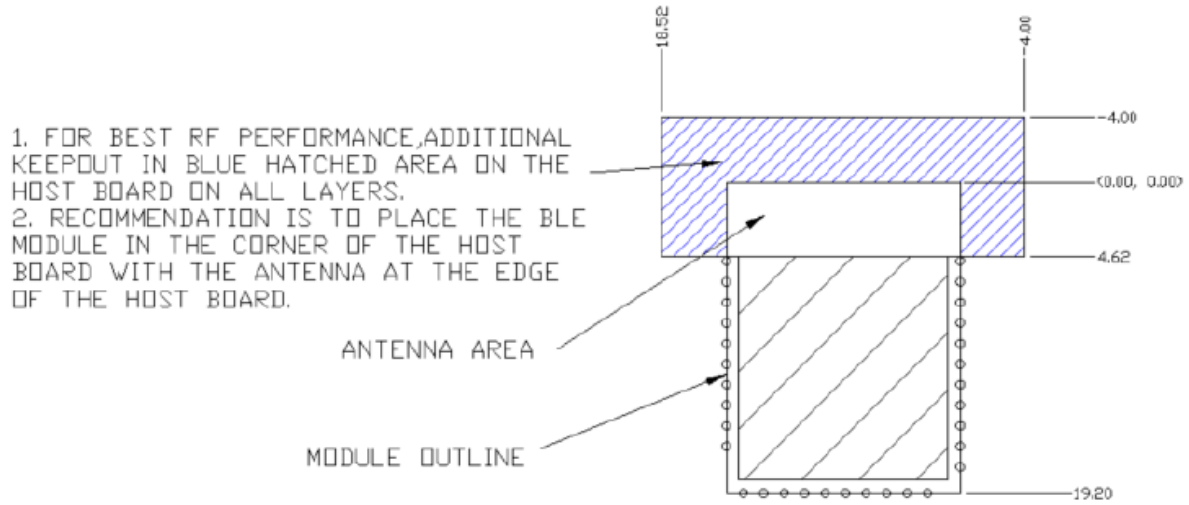 18.52
-4.00
1. FOR BEST RF PERFORMANCE,ADDITIONAL
KEEPOUT IN BLUE HATCHED AREA ON THE
HOST BOARD ON ALL LAYERS.
2. RECOMMENDATION IS TO PLACE THE BLE
MODULE IN THE CORNER OF THE HOST
BOARD WITH THE ANTENNA AT THE EDGE
OF THE HOST BOARD.
-4.00
(0.00, 0.00)
4.62
ANTENNA AREA
MODULE OUTLINE
19.20